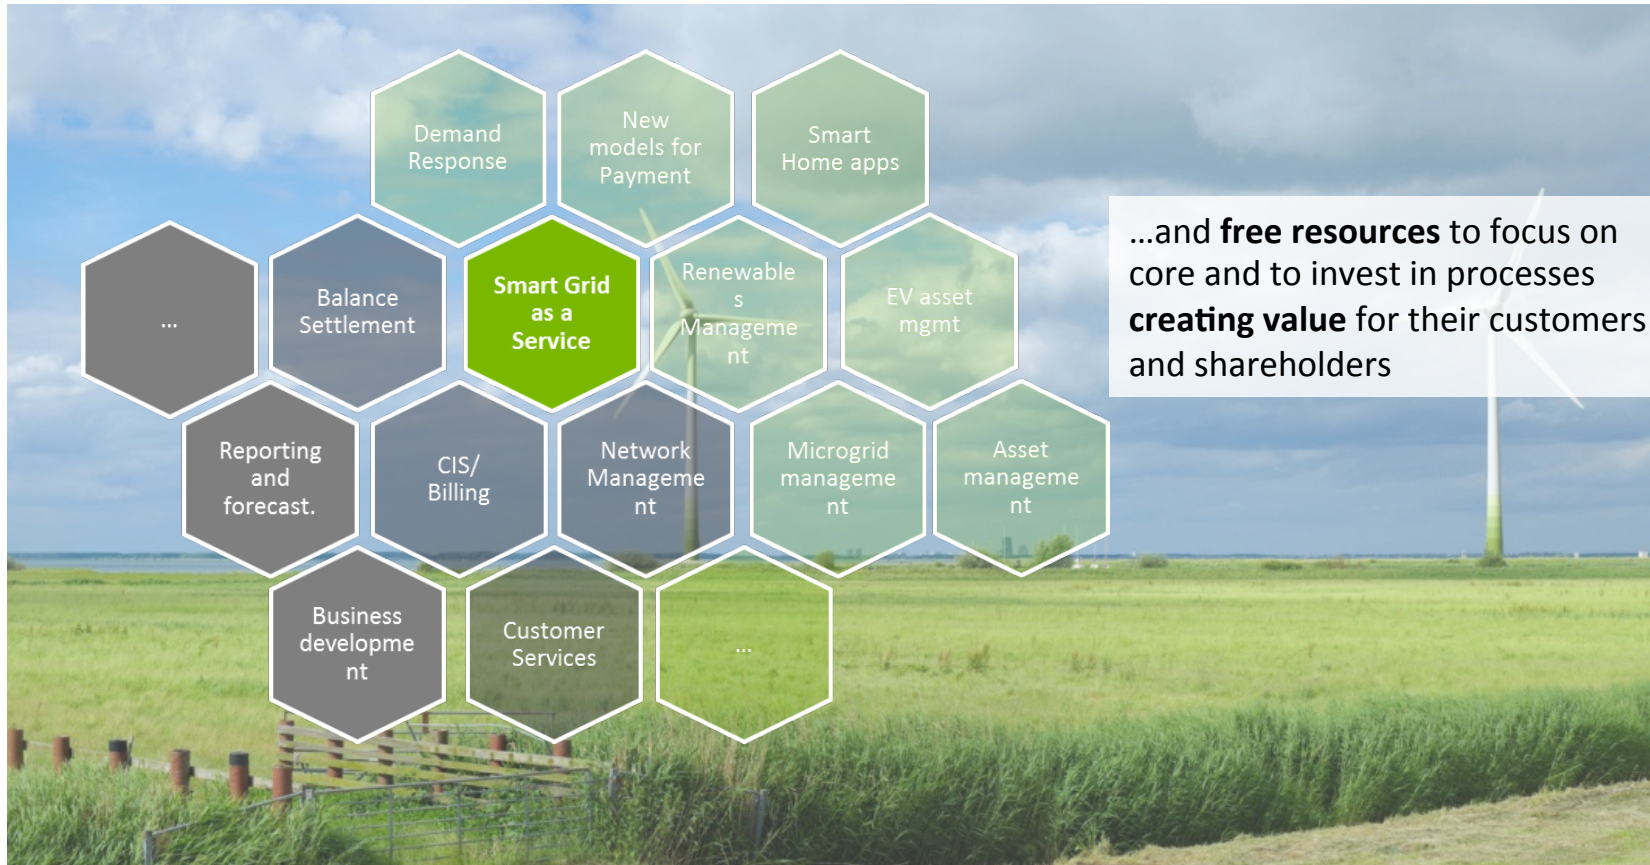 Demand
Response
New
models for
Payment
Smart
Home apps
...
Balance
Settlement
Smart Grid
as a
Service
Renewable
s
Manageme
nt
EV asset
mgmt
...and free resources to focus on
core and to invest in processes
creating value for their customers
and shareholders
Reporting
and
forecast.
CIS/
Billing
Network
Manageme
nt
Microgrid
manageme
nt
Asset
manageme
nt
Business
developme
nt
Customer
Services
...